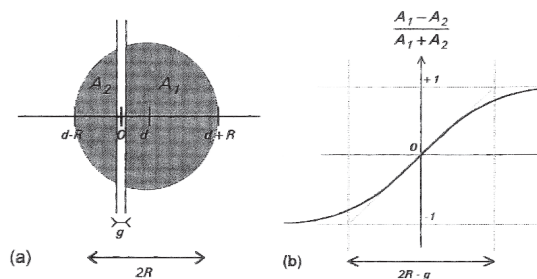 A₂ A₁
d-R O d d+R
g
(a)
2R
A₁ – A₂
A₁ + A₂
+1
0
-1
(b)
2R - g